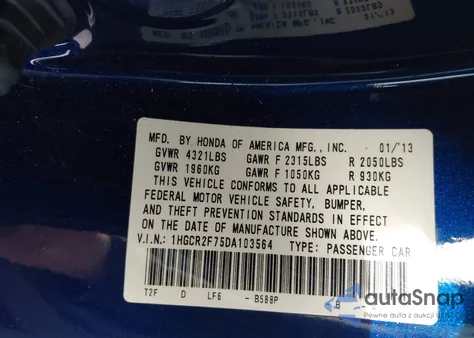 MFD. BY HONDA OF AMERICA MFG., INC. 01/'13
GVWR 4321LBS GAWR F 2315LBS R 2050LBS
GVWR 1960KG GAWR F 1050KG R 930KG
THIS VEHICLE CONFORMS TO ALL APPLICABLE
FEDERAL MOTOR VEHICLE SAFETY, BUMPER,
AND THEFT PREVENTION STANDARDS IN EFFECT
ON THE DATE OF MANUFACTURE SHOWN ABOVE.
V.I.N.: 1HGCR2F75DA103564 TYPE: PASSENGER CAR
T2F D LF6 -B588P B
autoSnap
Pewne auta z aukcji USA